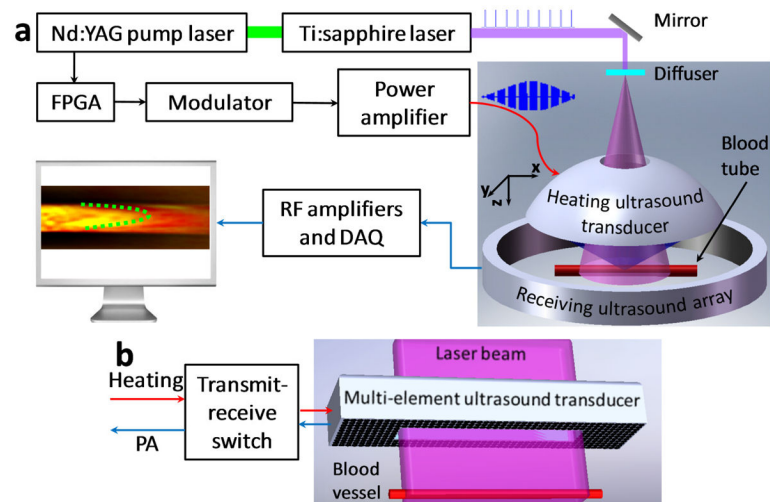 a
Nd:YAG pump laser
Ti:sapphire laser
Mirror
Diffuser
FPGA
Modulator
Power
amplifier
Blood
tube
x
y
z
Heating ultrasound
transducer
RF amplifiers
and DAQ
Receiving ultrasound array
b
Heating
PA
Transmit-
receive
switch
Laser beam
Multi-element ultrasound transducer
Blood
vessel